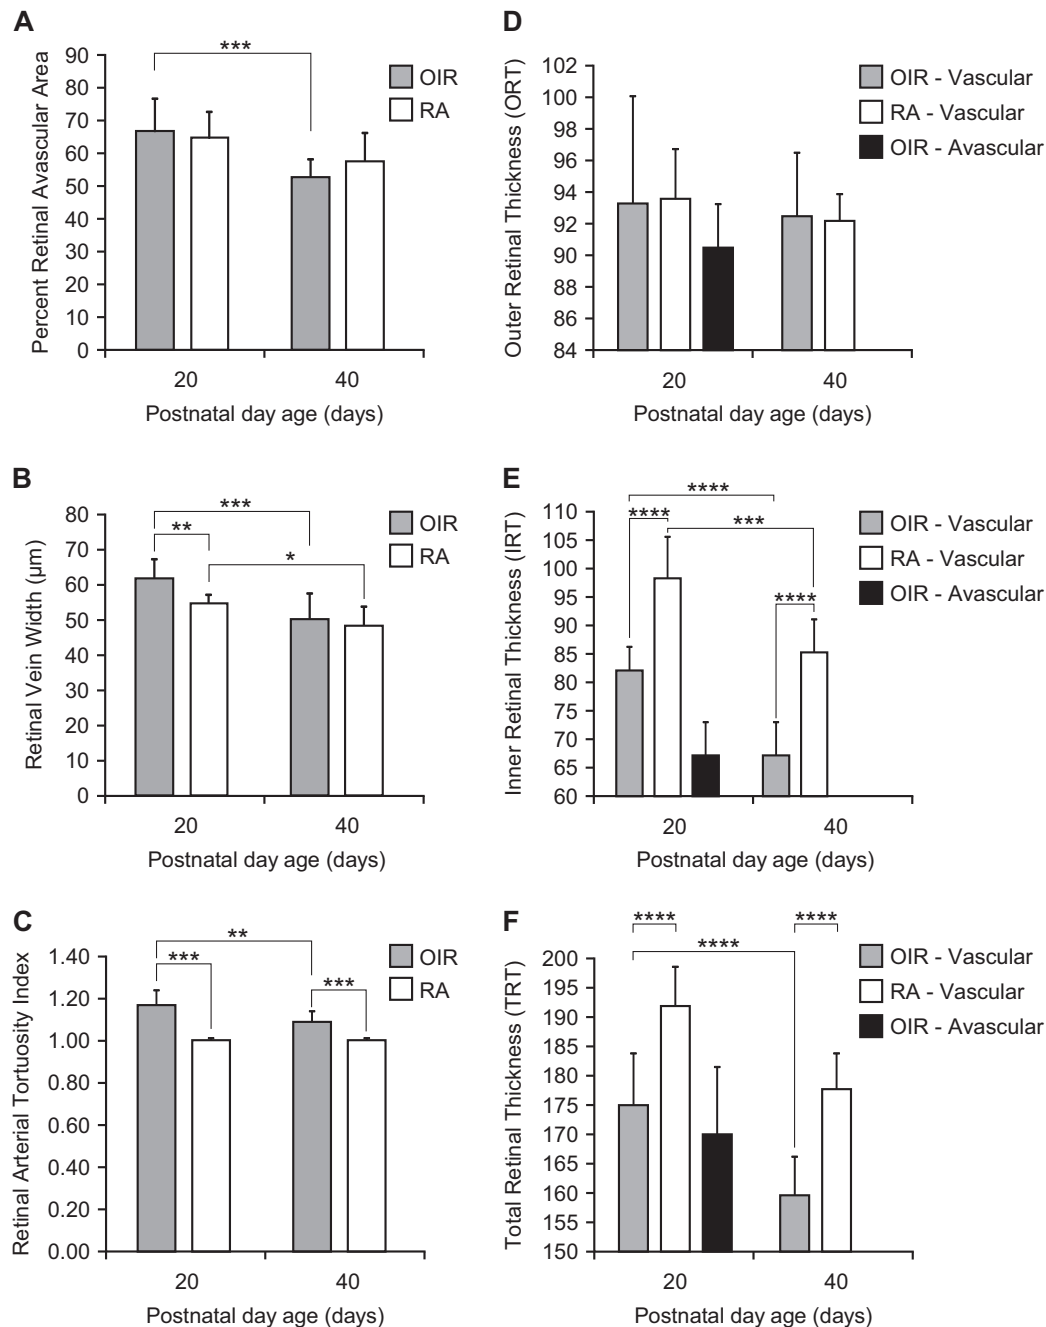 A
Percent Retinal Avascular Area
90
80
70
60
50
40
30
20
10
0
***
OIR
RA
20 40
Postnatal day age (days)
D
Outer Retinal Thickness (ORT)
102
100
98
96
94
92
90
88
86
84
OIR - Vascular
RA - Vascular
OIR - Avascular
20 40
Postnatal day age (days)
B
Retinal Vein Width (µm)
80
70
60
50
40
30
20
10
0
***
**
*
OIR
RA
20 40
Postnatal day age (days)
E
Inner Retinal Thickness (IRT)
110
105
100
95
90
85
80
75
70
65
60
****
****
***
****
OIR - Vascular
RA - Vascular
OIR - Avascular
20 40
Postnatal day age (days)
C
Retinal Arterial Tortuosity Index
1.40
1.20
1.00
0.80
0.60
0.40
0.20
0.00
**
***
***
OIR
RA
20 40
Postnatal day age (days)
F
Total Retinal Thickness (TRT)
200
195
190
185
180
175
170
165
160
155
150
****
****
****
OIR - Vascular
RA - Vascular
OIR - Avascular
20 40
Postnatal day age (days)